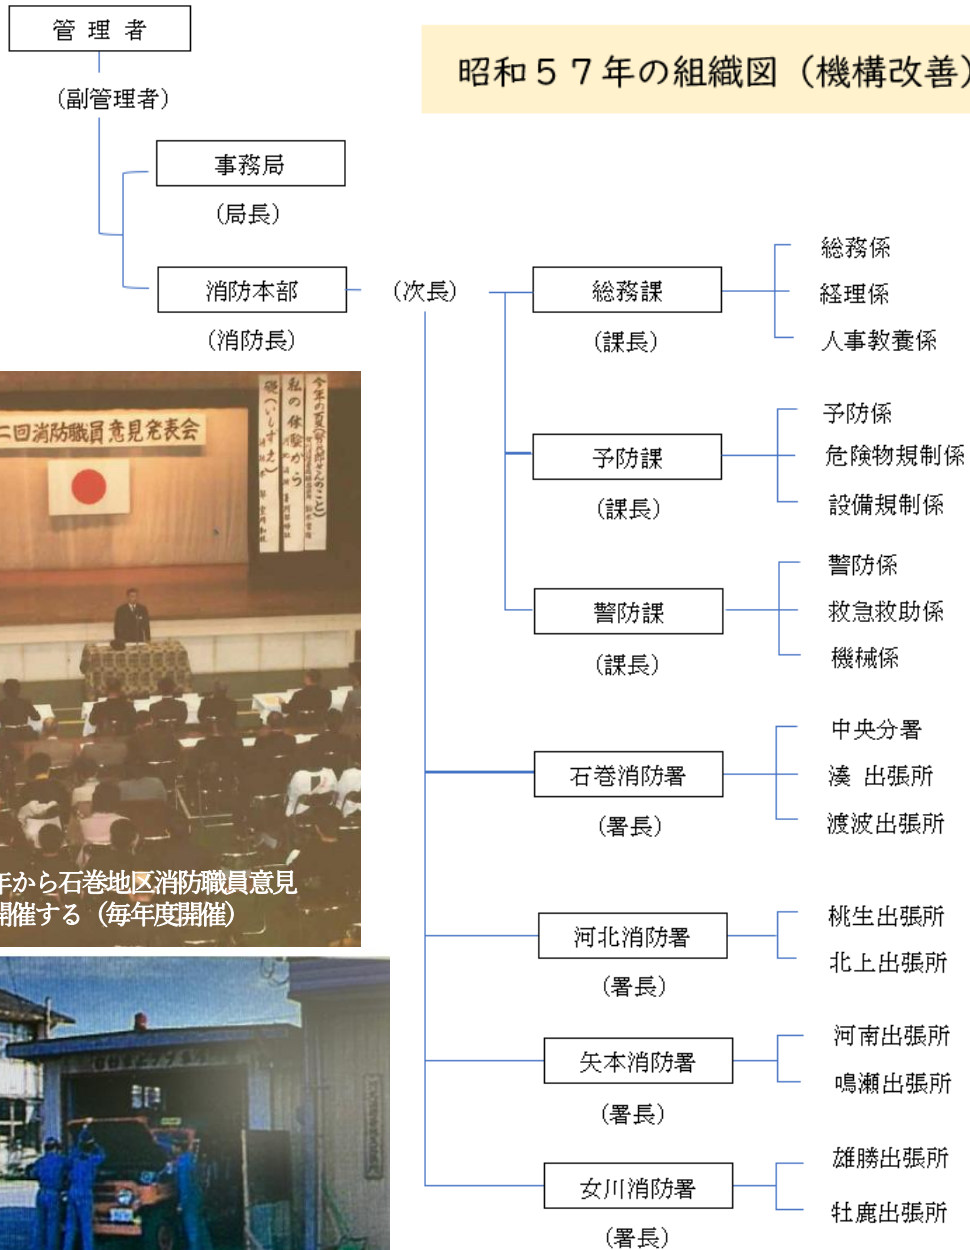 管 理 者
(副管理者)
昭和５７年の組織図（機構改善）
事務局
(局長)
消防本部
(消防長)
(次長)
総務課
(課長)
総務係
経理係
人事教養係
予防課
(課長)
予防係
危険物規制係
設備規制係
警防課
(課長)
警防係
救急救助係
機械係
石巻消防署
(署長)
中央分署
湊 出張所
渡波出張所
河北消防署
(署長)
桃生出張所
北上出張所
矢本消防署
(署長)
河南出張所
鳴瀬出張所
女川消防署
(署長)
雄勝出張所
牡鹿出張所
二回消防職員意見発表会
礎(いしずえ)
私の体験から
年から石巻地区消防職員意見
開催する（毎年度開催）